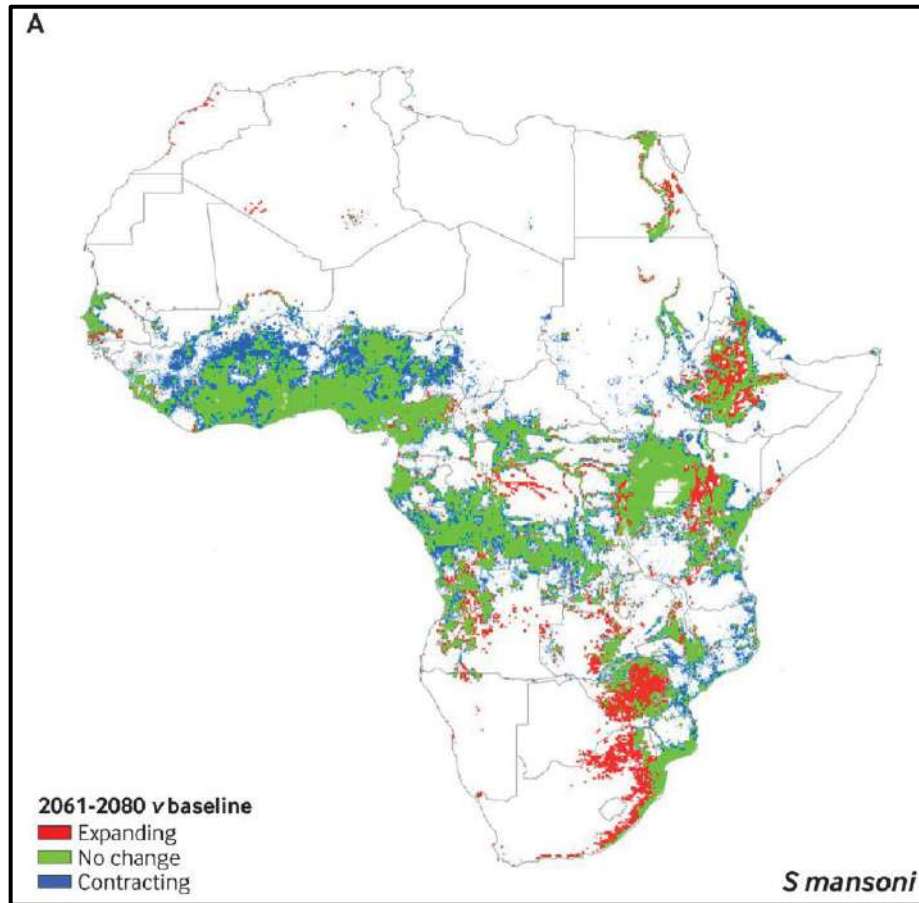 A
2061-2080 v baseline
Expanding
No change
Contracting
S mansoni